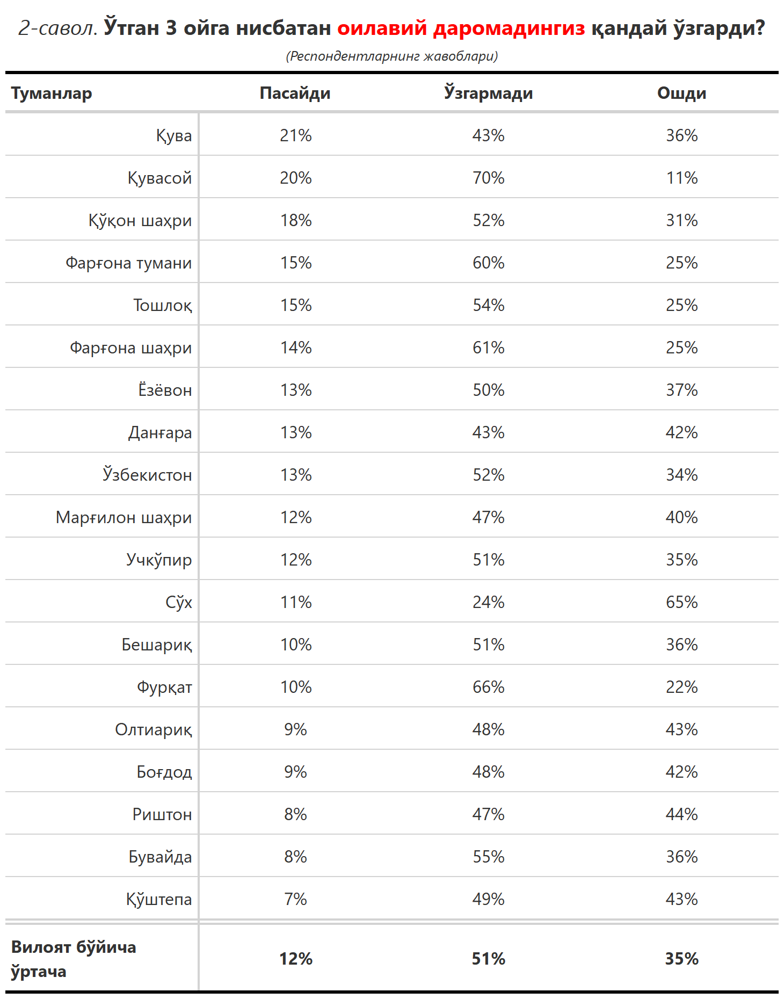 2-савол. Ўтган 3 ойга нисбатан оилавий даромадингиз қандай ўзгарди?
(Респондентларнинг жавоблари)
Туманлар Пасайди Ўзгармади Ошди
Қува 21% 43% 36%
Қувасой 20% 70% 11%
Қўқон шаҳри 18% 52% 31%
Фарғона тумани 15% 60% 25%
Тошлоқ 15% 54% 25%
Фарғона шаҳри 14% 61% 25%
Ёзёвон 13% 50% 37%
Данғара 13% 43% 42%
Ўзбекистон 13% 52% 34%
Марғилон шаҳри 12% 47% 40%
Учкўпир 12% 51% 35%
Сўх 11% 24% 65%
Бешариқ 10% 51% 36%
Фурқат 10% 66% 22%
Олтиариқ 9% 48% 43%
Боғдод 9% 48% 42%
Риштон 8% 47% 44%
Бувайда 8% 55% 36%
Қўштепа 7% 49% 43%
Вилоят бўйича
ўртача 12% 51% 35%